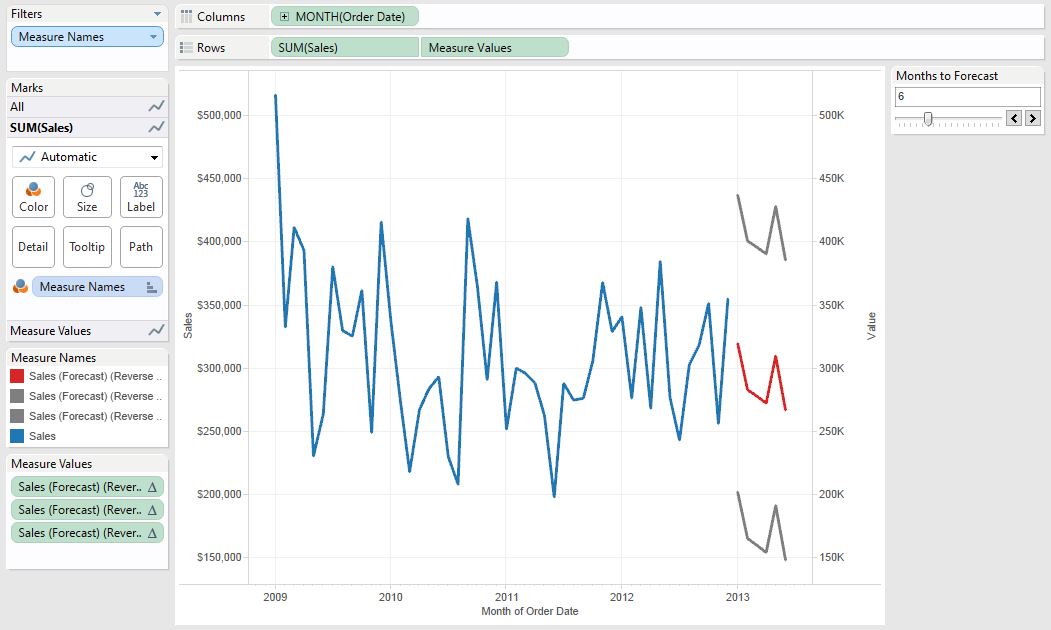 Filters
Measure Names
Columns
MONTH(Order Date)
Rows
SUM(Sales)
Measure Values
Marks
All
SUM(Sales)
Automatic
Color
Size
Abc
123
Label
Detail
Tooltip
Path
Measure Names
Measure Values
Measure Names
Sales (Forecast) (Reverse ..
Sales (Forecast) (Reverse ..
Sales (Forecast) (Reverse ..
Sales
Measure Values
Sales (Forecast) (Rever.. Δ
Sales (Forecast) (Rever.. Δ
Sales (Forecast) (Rever.. Δ
Sales
$500,000
$450,000
$400,000
$350,000
$300,000
$250,000
$200,000
$150,000
2009
2010
2011
2012
2013
Month of Order Date
500K
450K
400K
350K
300K
250K
200K
150K
Value
Months to Forecast
6